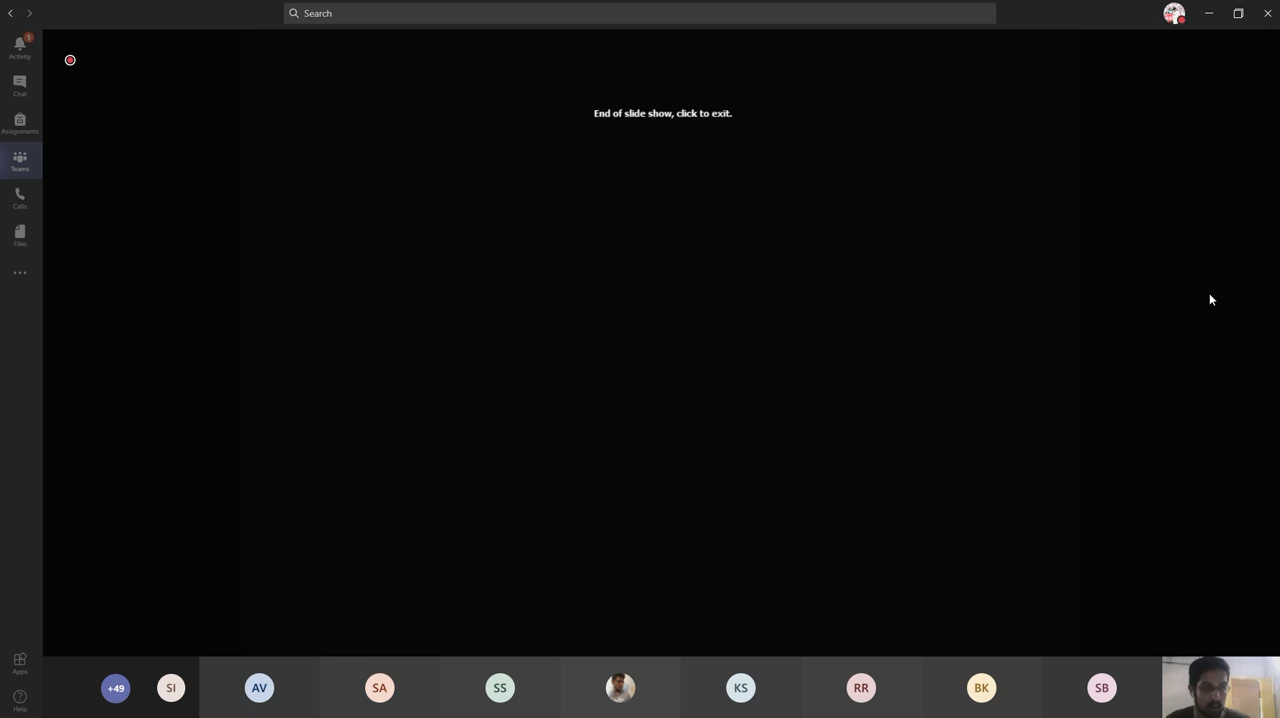 Search
1
Activity
Chat
Assignments
Teams
Calls
Files
Apps
Help
End of slide show, click to exit.
+49
SI
AV
SA
SS
KS
RR
BK
SB